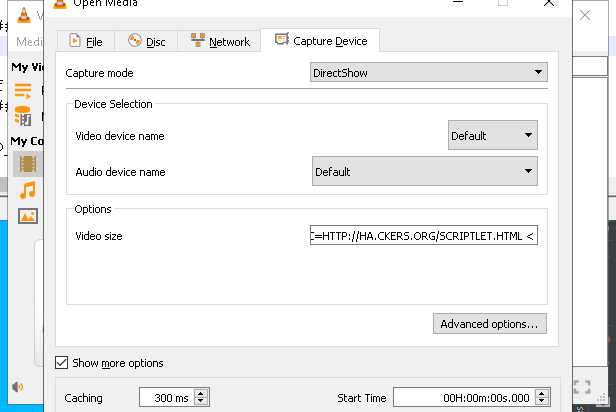 Open Media
Medi
File
Disc
Network
Capture Device
My Vi
Capture mode
DirectShow
Device Selection
Video device name
Default
My Co
Audio device name
Default
Options
Video size
C=HTTP://HA.CKERS.ORG/SCRIPTLET.HTML <
Advanced options...
Show more options
Caching
300 ms
Start Time
00H:00m:00s.000